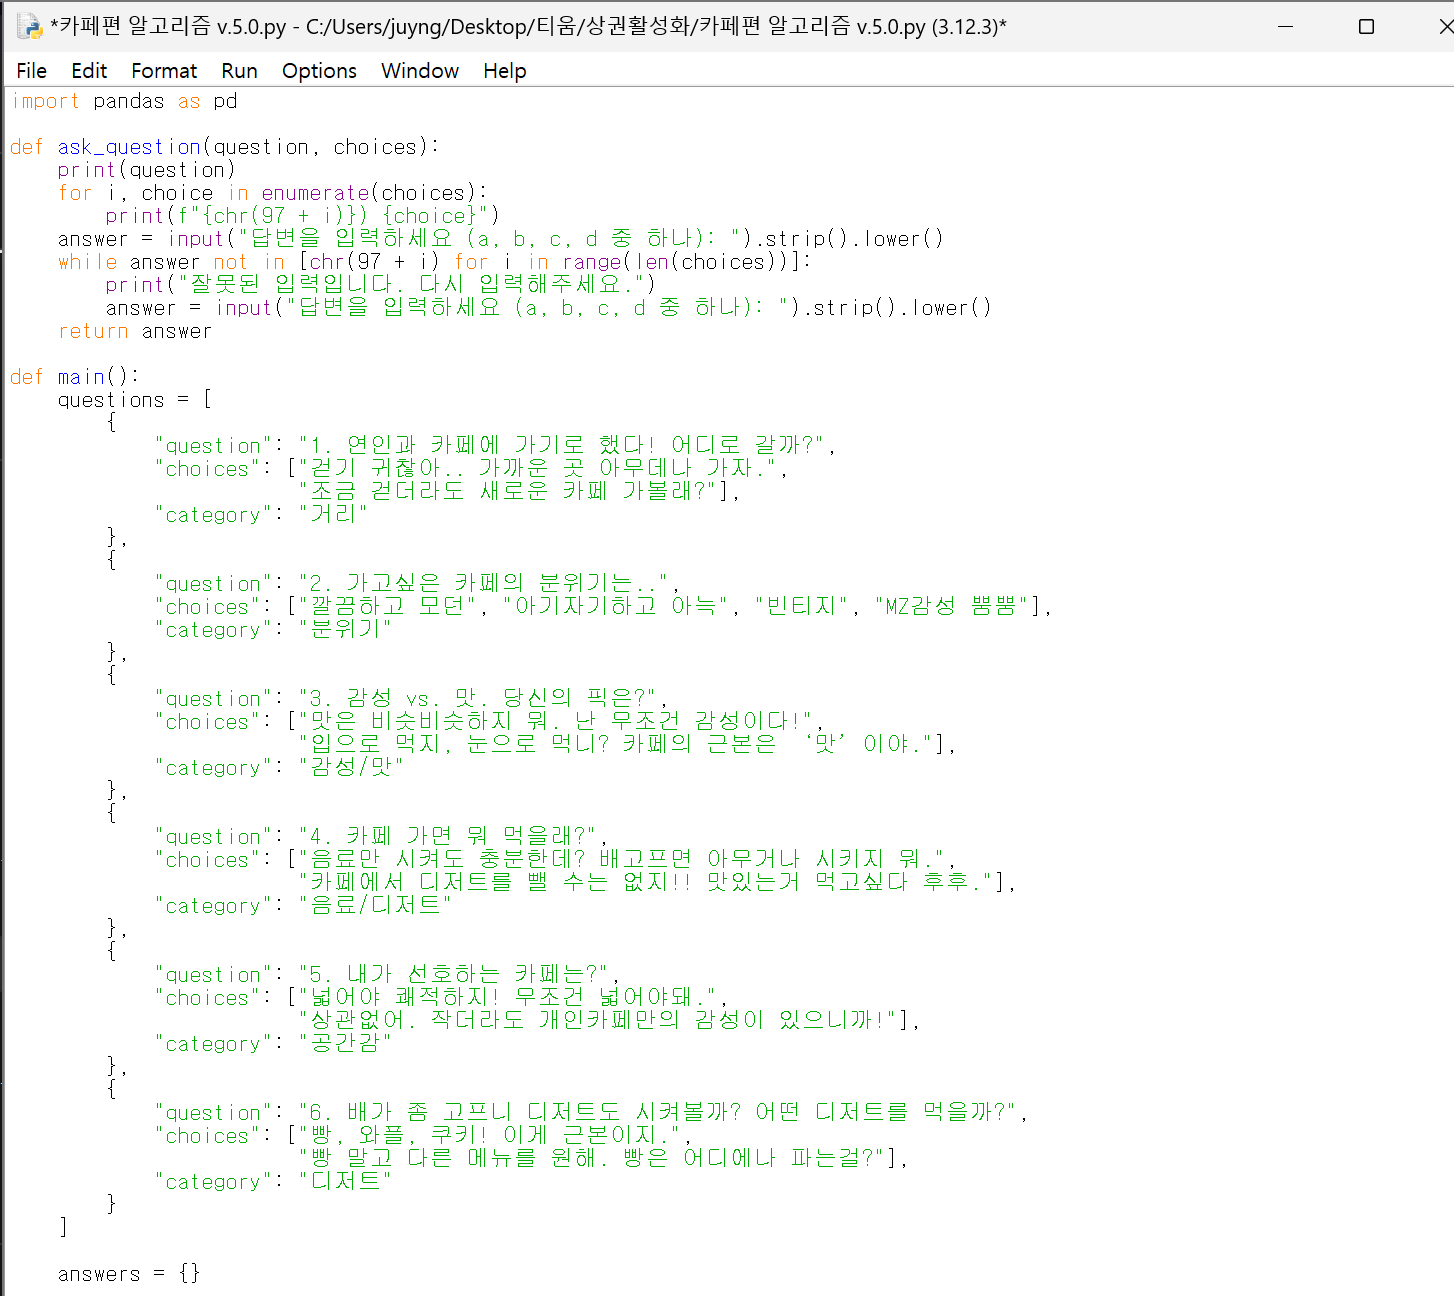 *카페편 알고리즘 v.5.0.py - C:/Users/juyng/Desktop/티움/상권활성화/카페편 알고리즘 v.5.0.py (3.12.3)*
File Edit Format Run Options Window Help
import pandas as pd
def ask_question(question, choices):
    print(question)
    for i, choice in enumerate(choices):
        print(f"{chr(97 + i)}) {choice}")
    answer = input("답변을 입력하세요 (a, b, c, d 중 하나): ").strip().lower()
    while answer not in [chr(97 + i) for i in range(len(choices))]:
        print("잘못된 입력입니다. 다시 입력해주세요.")
        answer = input("답변을 입력하세요 (a, b, c, d 중 하나): ").strip().lower()
    return answer
def main():
    questions = [
        {
            "question": "1. 연인과 카페에 가기로 했다! 어디로 갈까?",
            "choices": ["걷기 귀찮아.. 가까운 곳 아무데나 가자.",
                        "조금 걷더라도 새로운 카페 가볼래?"],
            "category": "거리"
        },
        {
            "question": "2. 가고싶은 카페의 분위기는..",
            "choices": ["깔끔하고 모던", "아기자기하고 아늑", "빈티지", "MZ감성 뿜뿜"],
            "category": "분위기"
        },
        {
            "question": "3. 감성 vs. 맛. 당신의 픽은?",
            "choices": ["맛은 비슷비슷하지 뭐. 난 무조건 감성이다!",
                        "입으로 먹지, 눈으로 먹니? 카페의 근본은 ‘맛’ 이야."],
            "category": "감성/맛"
        },
        {
            "question": "4. 카페 가면 뭐 먹을래?",
            "choices": ["음료만 시켜도 충분한데? 배고프면 아무거나 시키지 뭐.",
                        "카페에서 디저트를 뺄 수는 없지!! 맛있는거 먹고싶다 후후."],
            "category": "음료/디저트"
        },
        {
            "question": "5. 내가 선호하는 카페는?",
            "choices": ["넓어야 쾌적하지! 무조건 넓어야돼.",
                        "상관없어. 작더라도 개인카페만의 감성이 있으니까!"],
            "category": "공간감"
        },
        {
            "question": "6. 배가 좀 고프니 디저트도 시켜볼까? 어떤 디저트를 먹을까?",
            "choices": ["빵, 와플, 쿠키! 이게 근본이지.",
                        "빵 말고 다른 메뉴를 원해. 빵은 어디에나 파는걸?"],
            "category": "디저트"
        }
    ]
    answers = {}